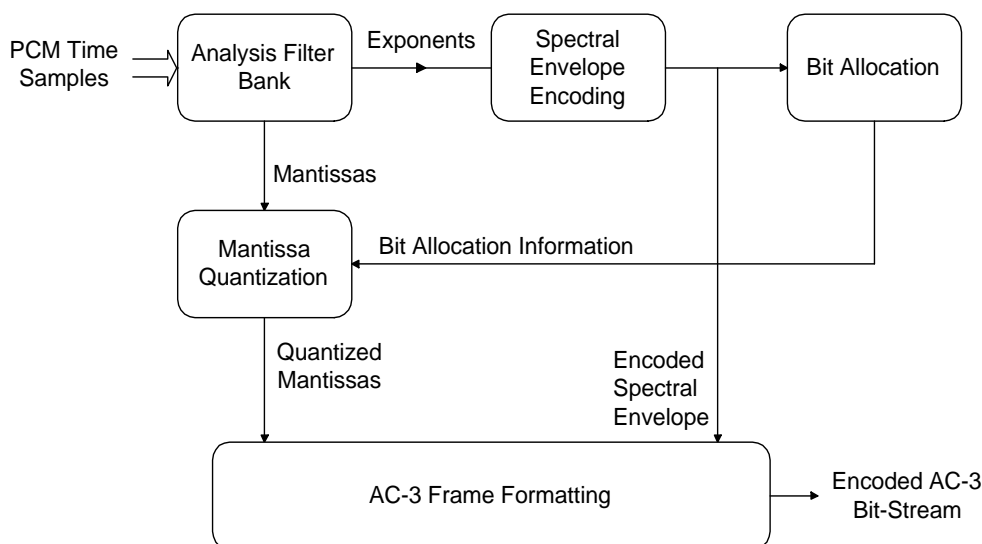 PCM Time
Samples
Analysis Filter
Bank
Exponents
Spectral
Envelope
Encoding
Bit Allocation
Mantissas
Mantissa
Quantization
Bit Allocation Information
Quantized
Mantissas
Encoded
Spectral
Envelope
AC-3 Frame Formatting
Encoded AC-3
Bit-Stream